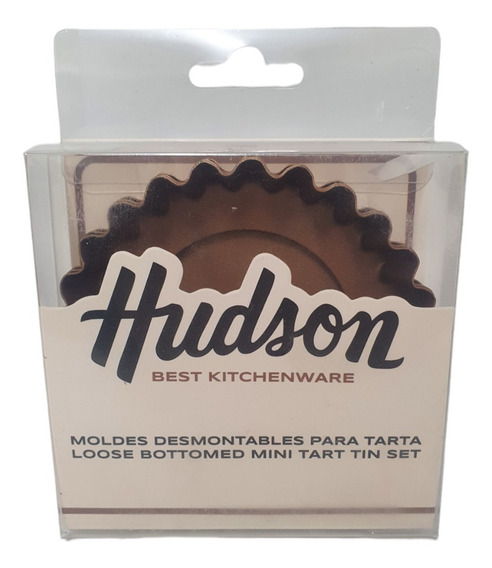 Hudson
BEST KITCHENWARE
MOLDES DESMONTABLES PARA TARTA
LOOSE BOTTOMED MINI TART TIN SET